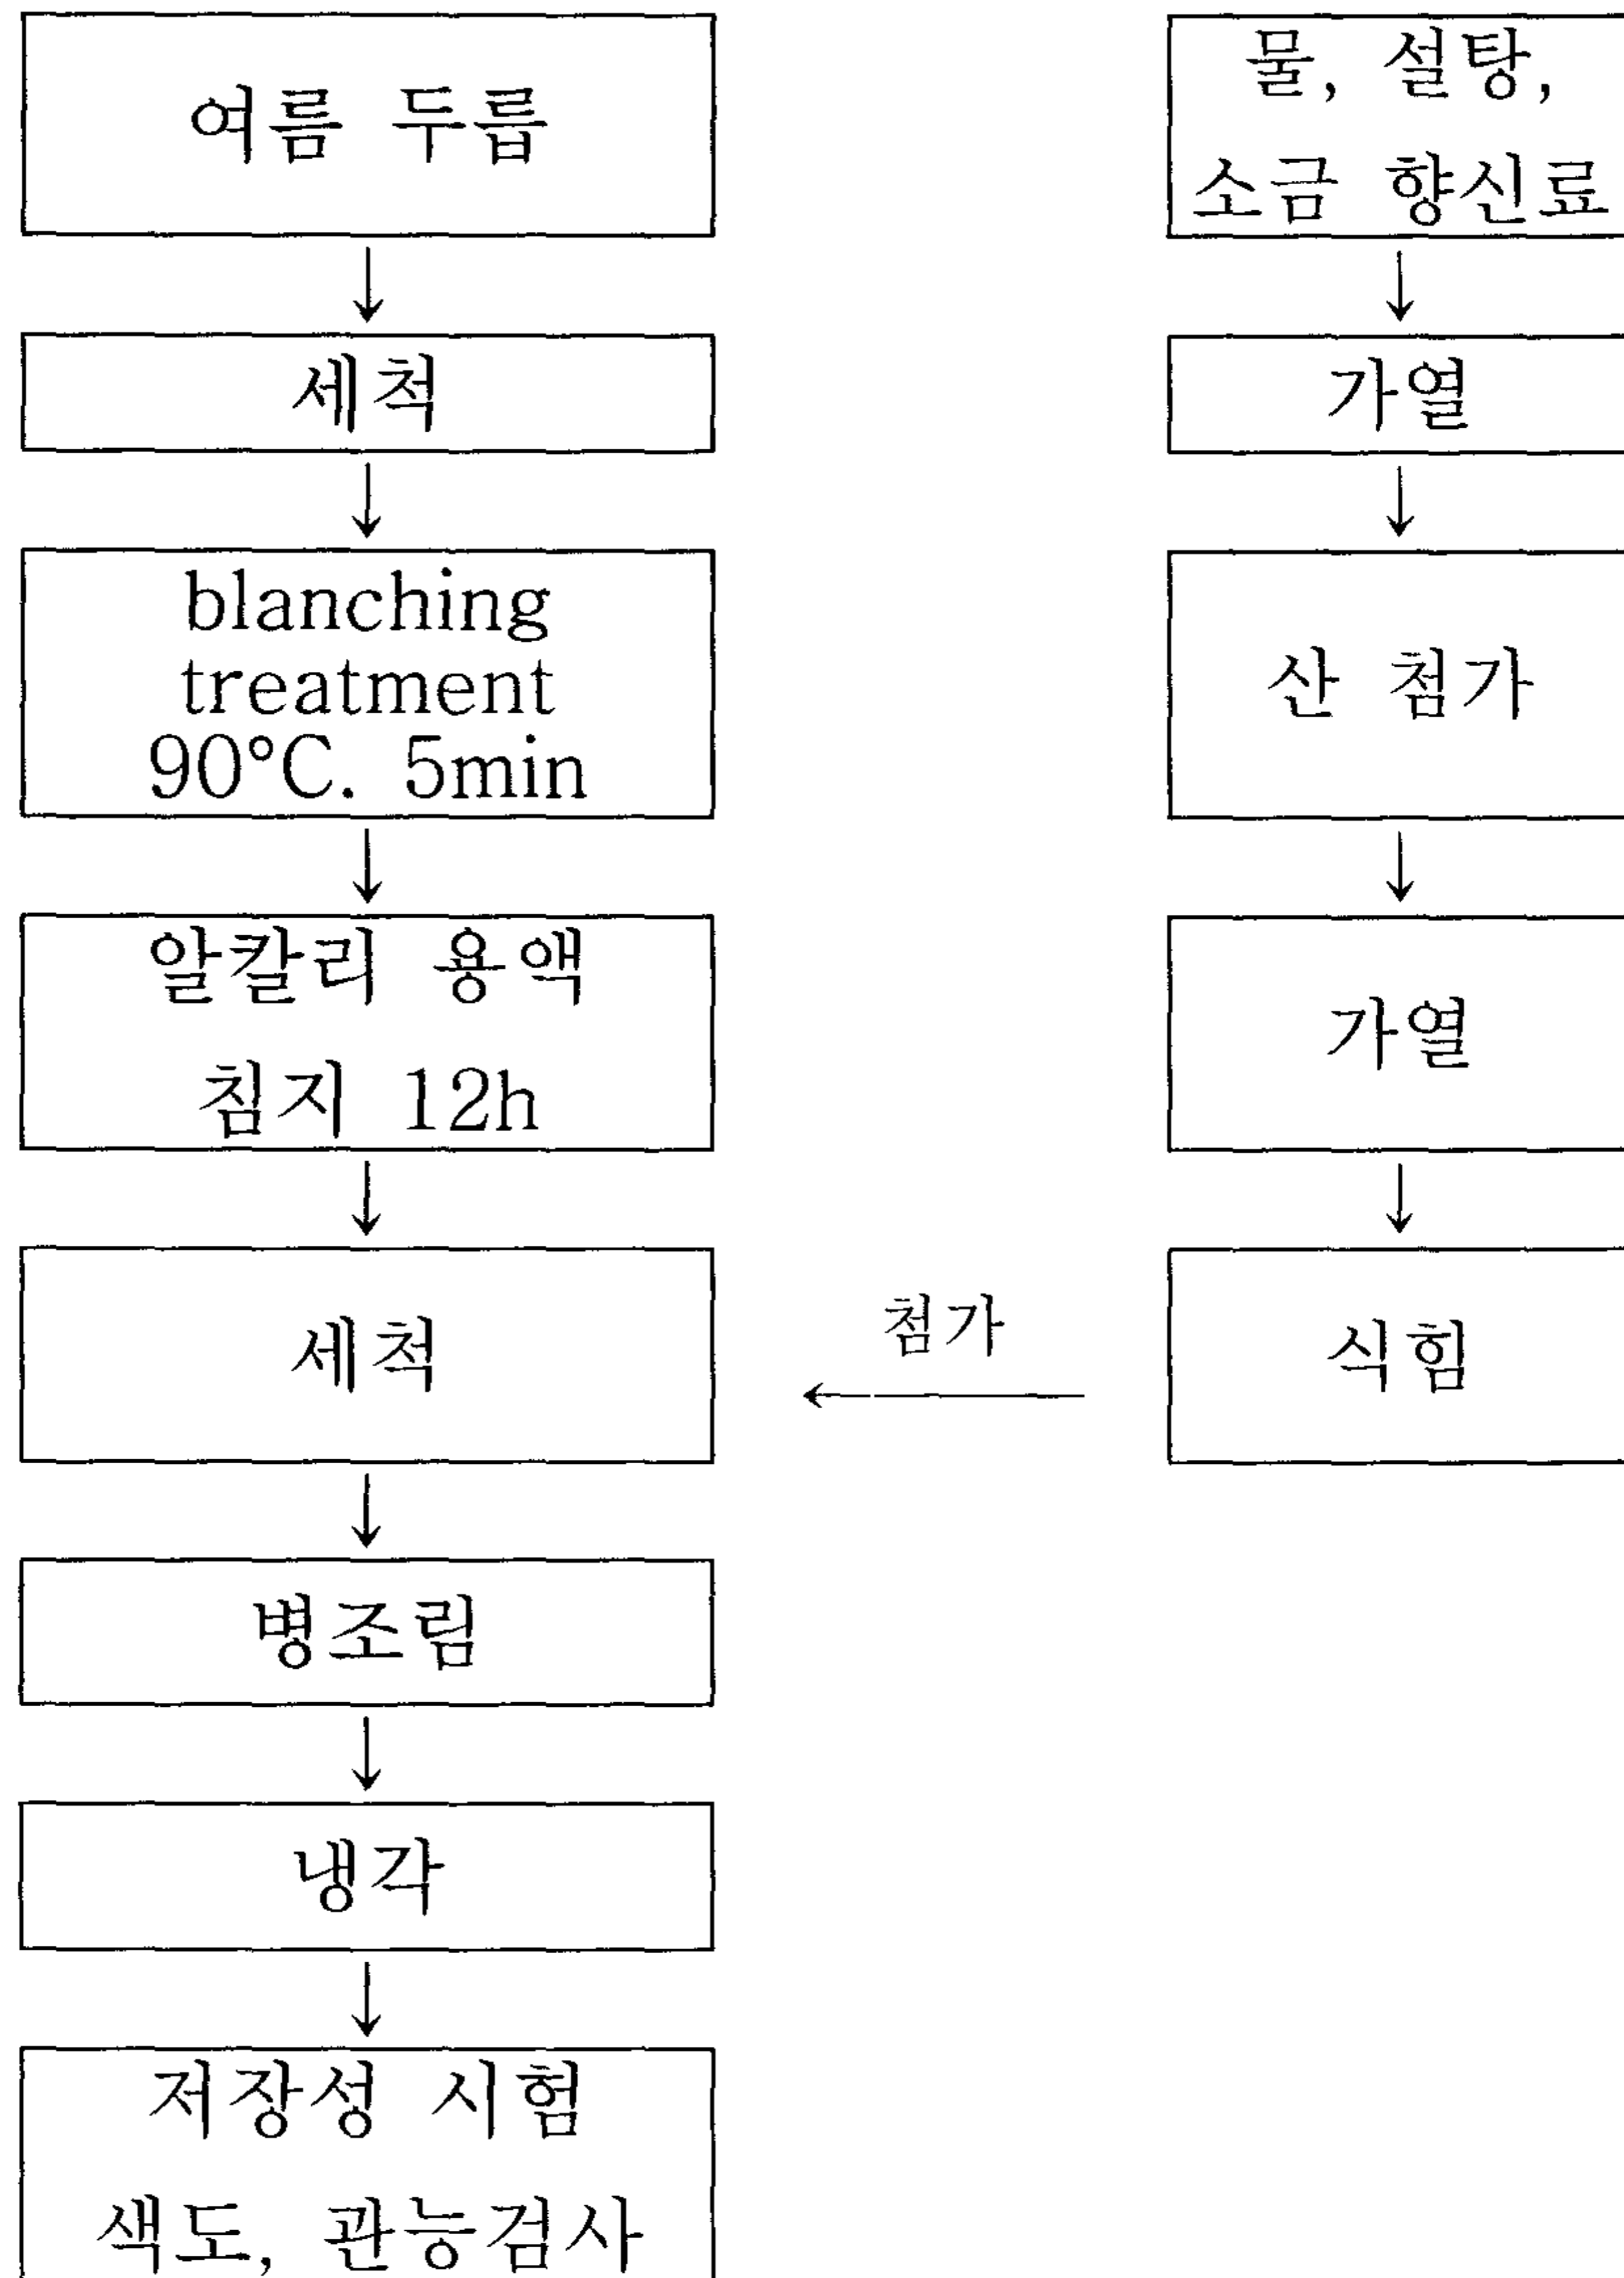 여름 두릅
세척
blanching
treatment
90°C. 5min
알칼리 용액
침지 12h
세척
병조림
냉각
저장성 시험
색도, 관능검사
물, 설탕,
소금 향신료
가열
산 첨가
가열
식힘
첨가